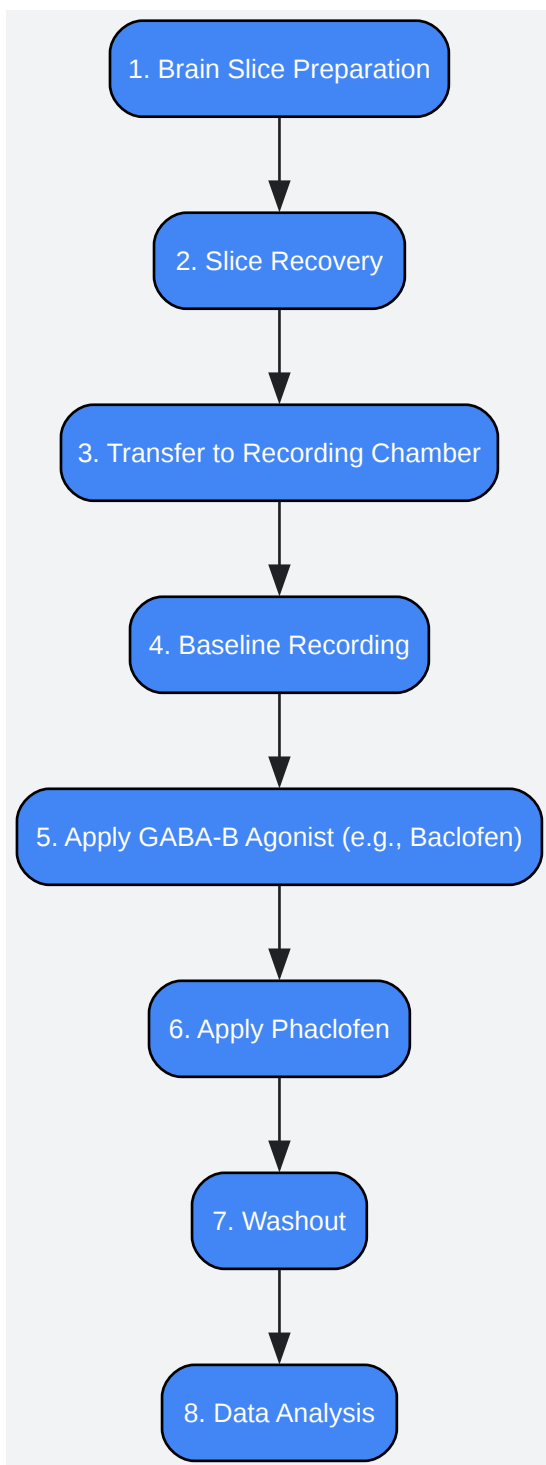 1. Brain Slice Preparation
2. Slice Recovery
3. Transfer to Recording Chamber
4. Baseline Recording
5. Apply GABA-B Agonist (e.g., Baclofen)
6. Apply Phaclofen
7. Washout
8. Data Analysis